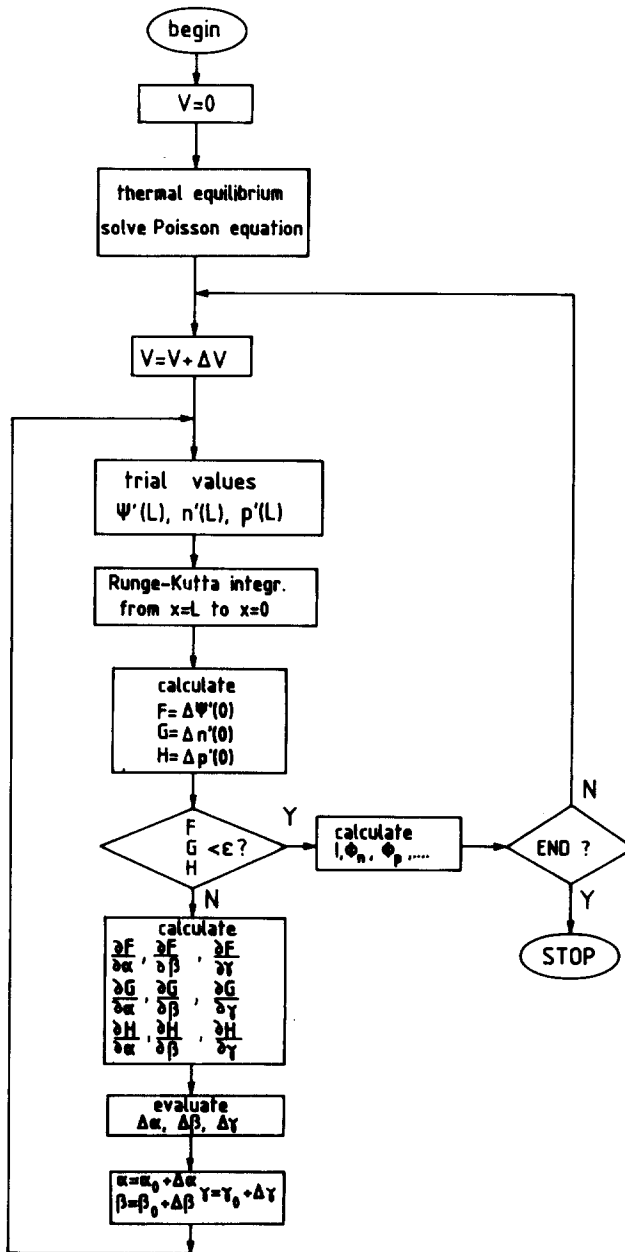 begin
V=0
thermal equilibrium
solve Poisson equation
V=V+ΔV
trial values
Ψ'(L), n'(L), p'(L)
Runge-Kutta integr.
from x=L to x=0
calculate
F=ΔΨ'(0)
G=Δn'(0)
H=Δp'(0)
F
G <ε?
H
Y
N
calculate
I,Φn, Φp,....
END ?
N
Y
STOP
calculate
∂F/∂α, ∂F/∂β, ∂F/∂γ
∂G/∂α, ∂G/∂β, ∂G/∂γ
∂H/∂α, ∂H/∂β, ∂H/∂γ
evaluate
Δα, Δβ, Δγ
α=α₀+Δα
β=β₀+Δβ γ=γ₀+Δγ